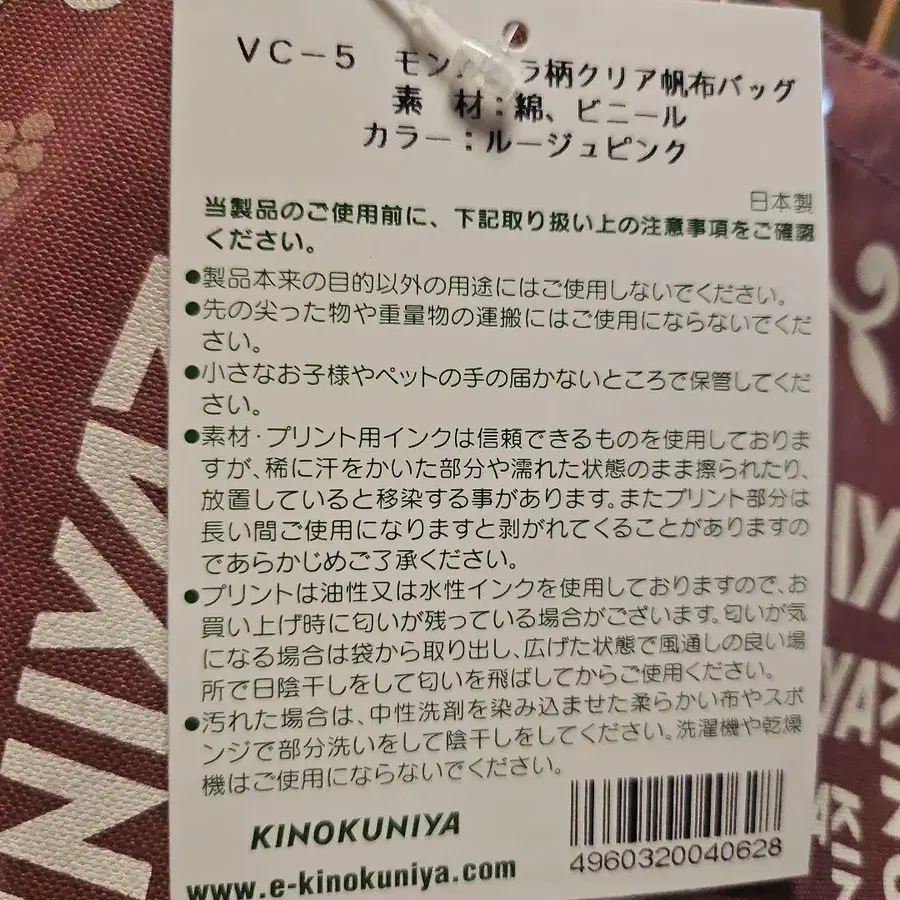 VC-5 モン ラ柄クリア帆布バッグ
素 材：綿、ビニール
カラー：ルージュピンク
日本製
当製品のご使用前に、下記取り扱い上の注意事項をご確認
ください。
●製品本来の目的以外の用途にはご使用しないでください。
●先の尖った物や重量物の運搬にはご使用にならないでくだ
さい。
●小さなお子様やペットの手の届かないところで保管してくだ
さい。
●素材・プリント用インクは信頼できるものを使用しておりま
すが、稀に汗をかいた部分や濡れた状態のまま擦られたり、
放置していると移染する事があります。またプリント部分は
長い間ご使用になりますと剥がれてくることがありますの
であらかじめご了承ください。
●プリントは油性又は水性インクを使用しておりますので、お
買い上げ時に匂いが残っている場合がございます。匂いが気
になる場合は袋から取り出し、広げた状態で風通しの良い場
所で日陰干しをして匂いを飛ばしてからご使用ください。
●汚れた場合は、中性洗剤を染み込ませた柔らかい布やスポ
ンジで部分洗いをして陰干しをしてください。洗濯機や乾燥
機はご使用にならないでください。
KINOKUNIYA
www.e-kinokuniya.com
4960320040628